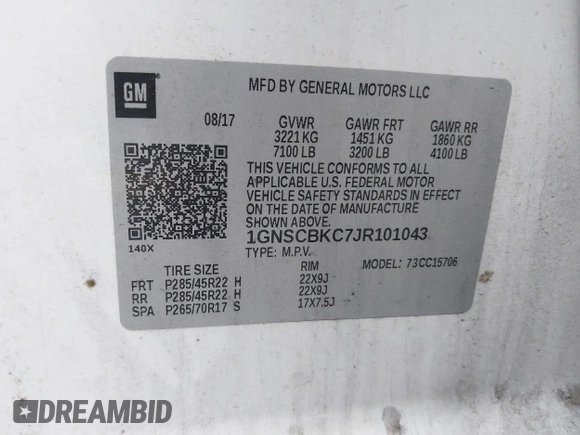 GM
MFD BY GENERAL MOTORS LLC
08/17 GVWR GAWR FRT GAWR RR
3221 KG 1451 KG 1860 KG
7100 LB 3200 LB 4100 LB
THIS VEHICLE CONFORMS TO ALL
APPLICABLE U.S. FEDERAL MOTOR
VEHICLE SAFETY STANDARDS IN EFFECT
ON THE DATE OF MANUFACTURE
SHOWN ABOVE.
1GNSCBKC7JR101043
140X TYPE: M.P.V. MODEL: 73CC15706
TIRE SIZE RIM
FRT P285/45R22 H 22X9J
RR P285/45R22 H 22X9J
SPA P265/70R17 S 17X7.5J
DREAMBID